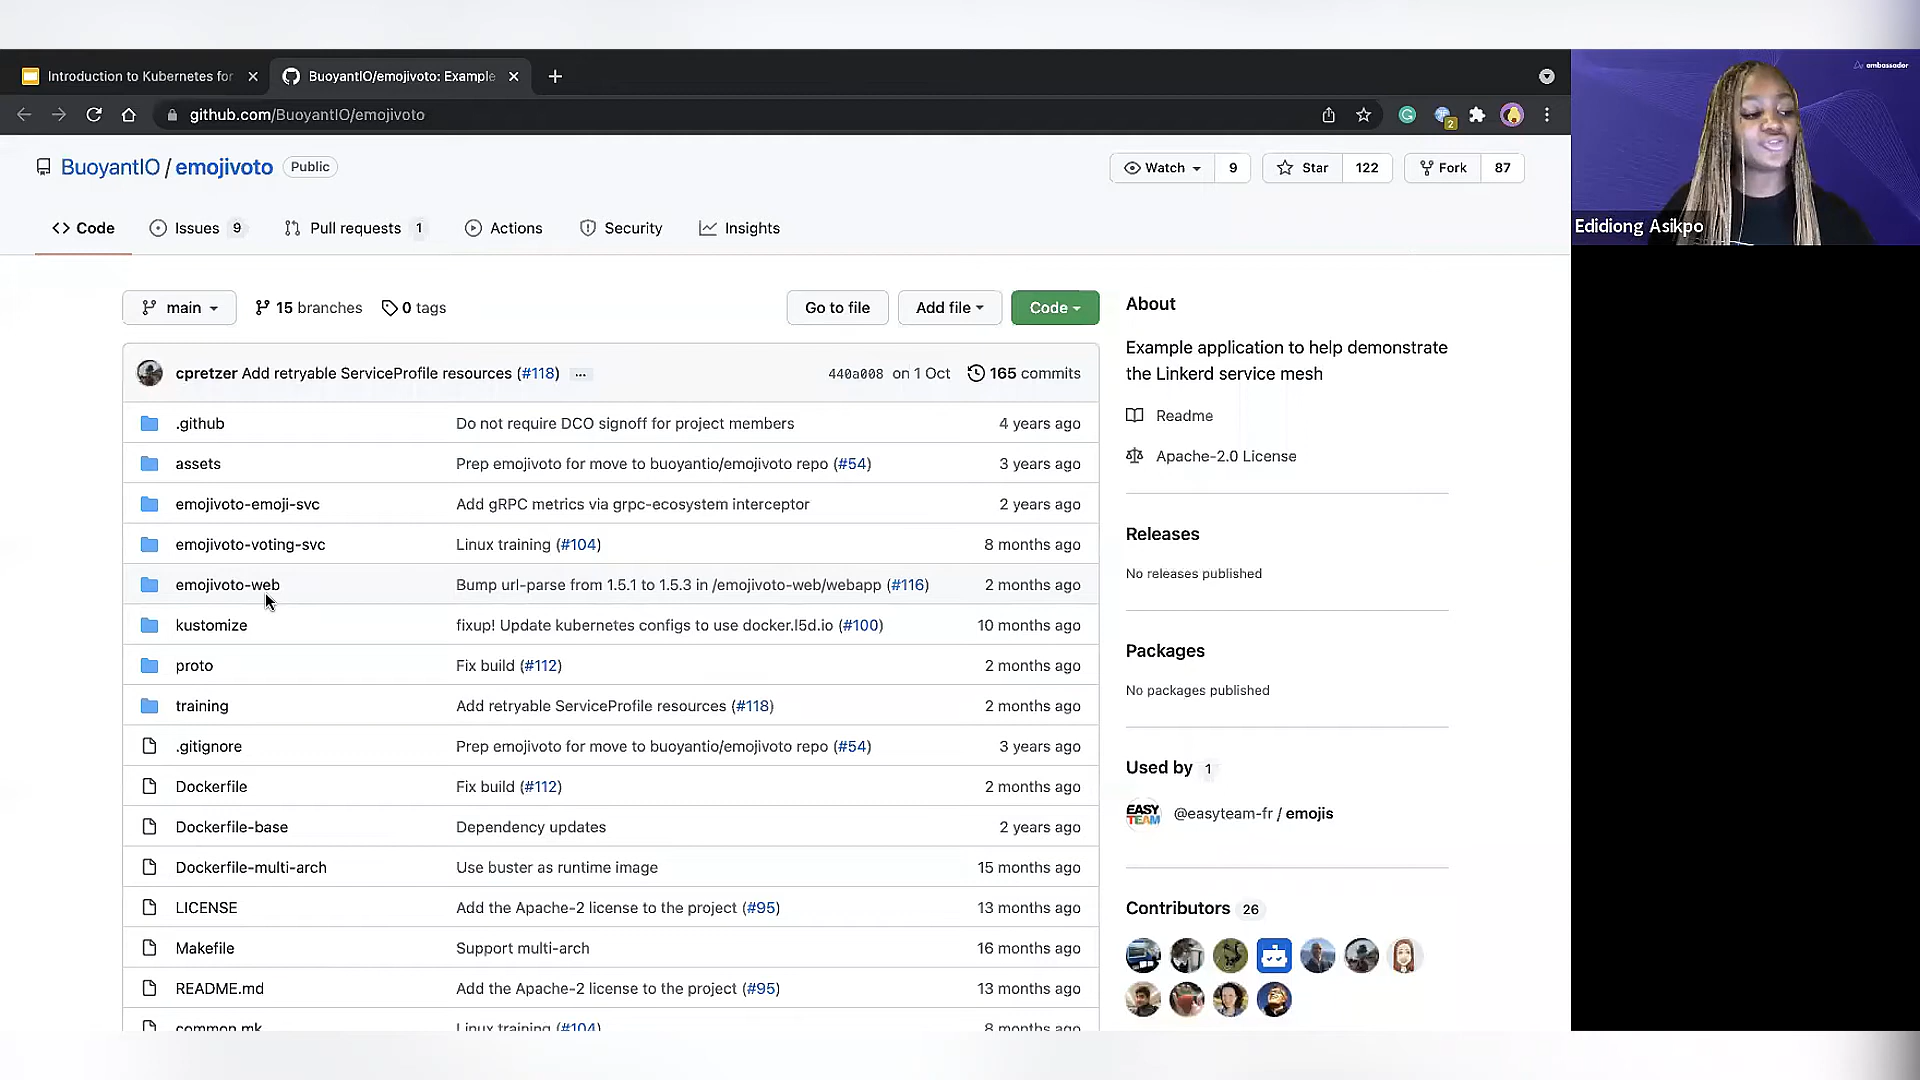 Introduction to Kubernetes for
BuoyantIO/emojivoto: Example
github.com/BuoyantIO/emojivoto
2
ambassador
Edidiong Asikpo
BuoyantIO / emojivoto Public
Watch 9 Star 122 Fork 87
Code Issues 9 Pull requests 1 Actions Security Insights
main 15 branches 0 tags Go to file Add file Code
cpretzer Add retryable ServiceProfile resources (#118) ... 440a008 on 1 Oct 165 commits
.github Do not require DCO signoff for project members 4 years ago
assets Prep emojivoto for move to buoyantio/emojivoto repo (#54) 3 years ago
emojivoto-emoji-svc Add gRPC metrics via grpc-ecosystem interceptor 2 years ago
emojivoto-voting-svc Linux training (#104) 8 months ago
emojivoto-web Bump url-parse from 1.5.1 to 1.5.3 in /emojivoto-web/webapp (#116) 2 months ago
kustomize fixup! Update kubernetes configs to use docker.l5d.io (#100) 10 months ago
proto Fix build (#112) 2 months ago
training Add retryable ServiceProfile resources (#118) 2 months ago
.gitignore Prep emojivoto for move to buoyantio/emojivoto repo (#54) 3 years ago
Dockerfile Fix build (#112) 2 months ago
Dockerfile-base Dependency updates 2 years ago
Dockerfile-multi-arch Use buster as runtime image 15 months ago
LICENSE Add the Apache-2 license to the project (#95) 13 months ago
Makefile Support multi-arch 16 months ago
README.md Add the Apache-2 license to the project (#95) 13 months ago
common.mk Linux training (#104) 8 months ago
About
Example application to help demonstrate
the Linkerd service mesh
Readme
Apache-2.0 License
Releases
No releases published
Packages
No packages published
Used by 1
EASY
TEAM
@easyteam-fr / emojis
Contributors 26